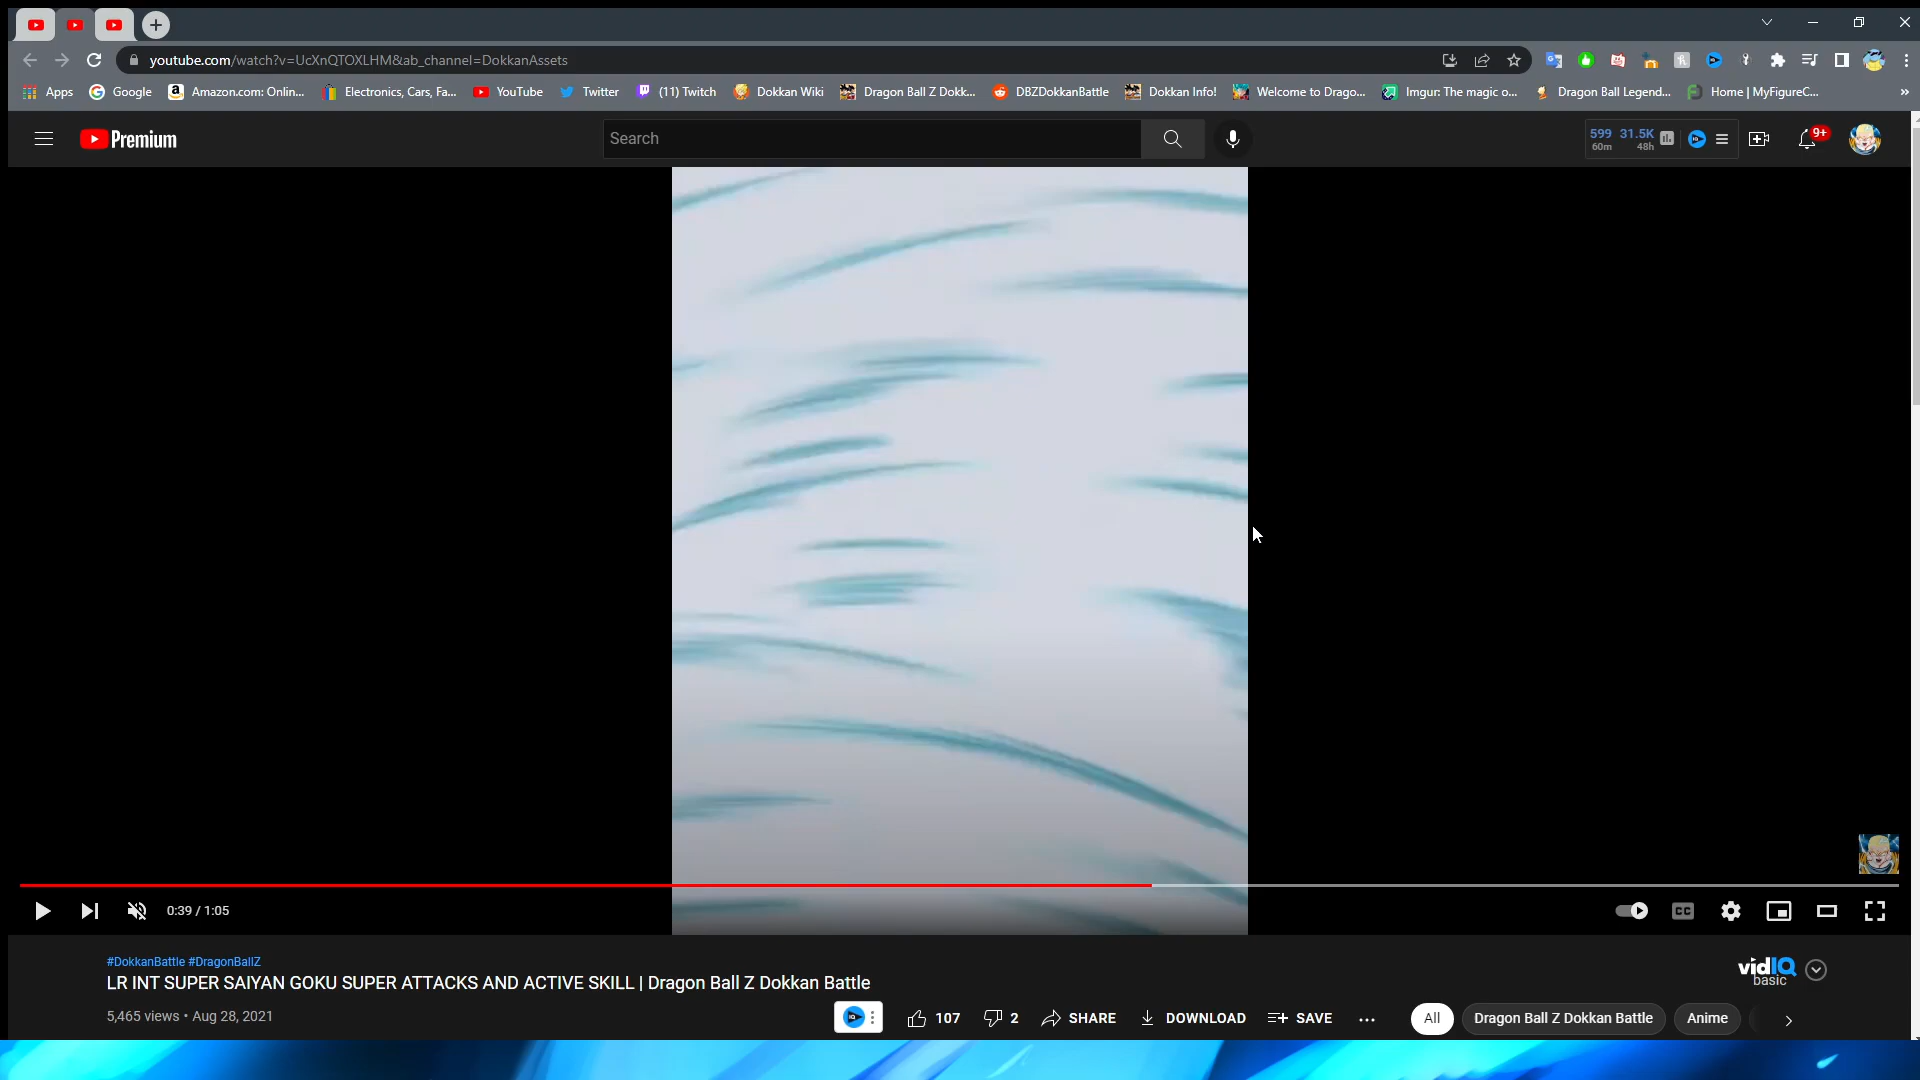 youtube.com/watch?v=UcXnQTOXLHM&ab_channel=DokkanAssets
Apps Google Amazon.com: Onlin... Electronics, Cars, Fa... YouTube Twitter (11) Twitch Dokkan Wiki Dragon Ball Z Dokk... DBZDokkanBattle Dokkan Info! Welcome to Drago... Imgur: The magic o... Dragon Ball Legend... Home | MyFigureC... »
Premium Search 599 31.5K 9+
60m 48h
0:39 / 1:05 CC
#DokkanBattle #DragonBallZ
LR INT SUPER SAIYAN GOKU SUPER ATTACKS AND ACTIVE SKILL | Dragon Ball Z Dokkan Battle
vidIQ
basic
5,465 views • Aug 28, 2021 107 2 SHARE DOWNLOAD SAVE ... All Dragon Ball Z Dokkan Battle Anime